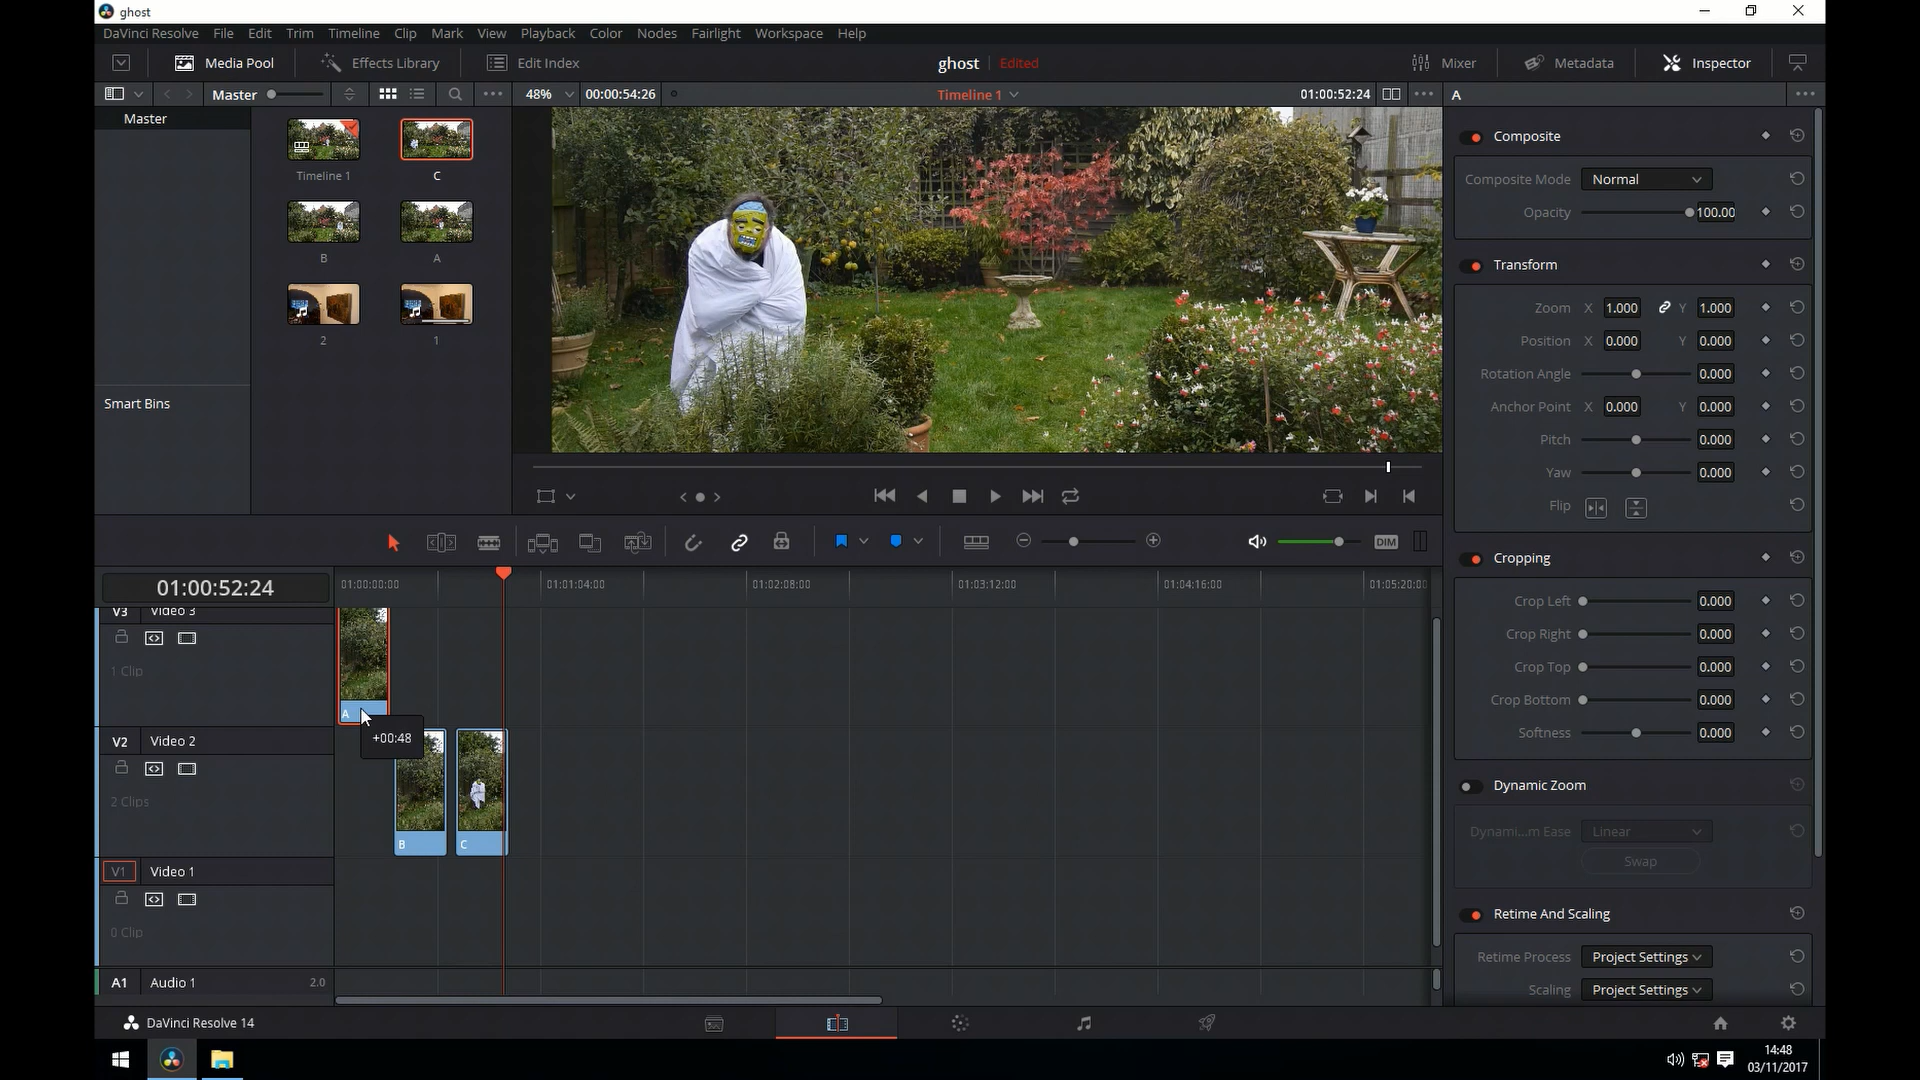 ghost
DaVinci Resolve File Edit Trim Timeline Clip Mark View Playback Color Nodes Fairlight Workspace Help
Media Pool Effects Library Edit Index ghost Edited Mixer Metadata Inspector
Master 48% 00:00:54:26 Timeline 1 01:00:52:24 A
Master
Timeline 1 C
B A
2 1
Smart Bins
Composite
Composite Mode Normal
Opacity 100.00
Transform
Zoom X 1.000 Y 1.000
Position X 0.000 Y 0.000
Rotation Angle 0.000
Anchor Point X 0.000 Y 0.000
Pitch 0.000
Yaw 0.000
Flip
Cropping
Crop Left 0.000
Crop Right 0.000
Crop Top 0.000
Crop Bottom 0.000
Softness 0.000
Dynamic Zoom
Dynami...m Ease Linear
Swap
Retime And Scaling
Retime Process Project Settings
Scaling Project Settings
DIM
01:00:52:24 01:00:00:00 01:01:04:00 01:02:08:00 01:03:12:00 01:04:16:00 01:05:20:00
V3 Video 3
1 Clip
A
+00:48
V2 Video 2
2 Clips
B C
V1 Video 1
0 Clip
A1 Audio 1 2.0
DaVinci Resolve 14
14:48
03/11/2017